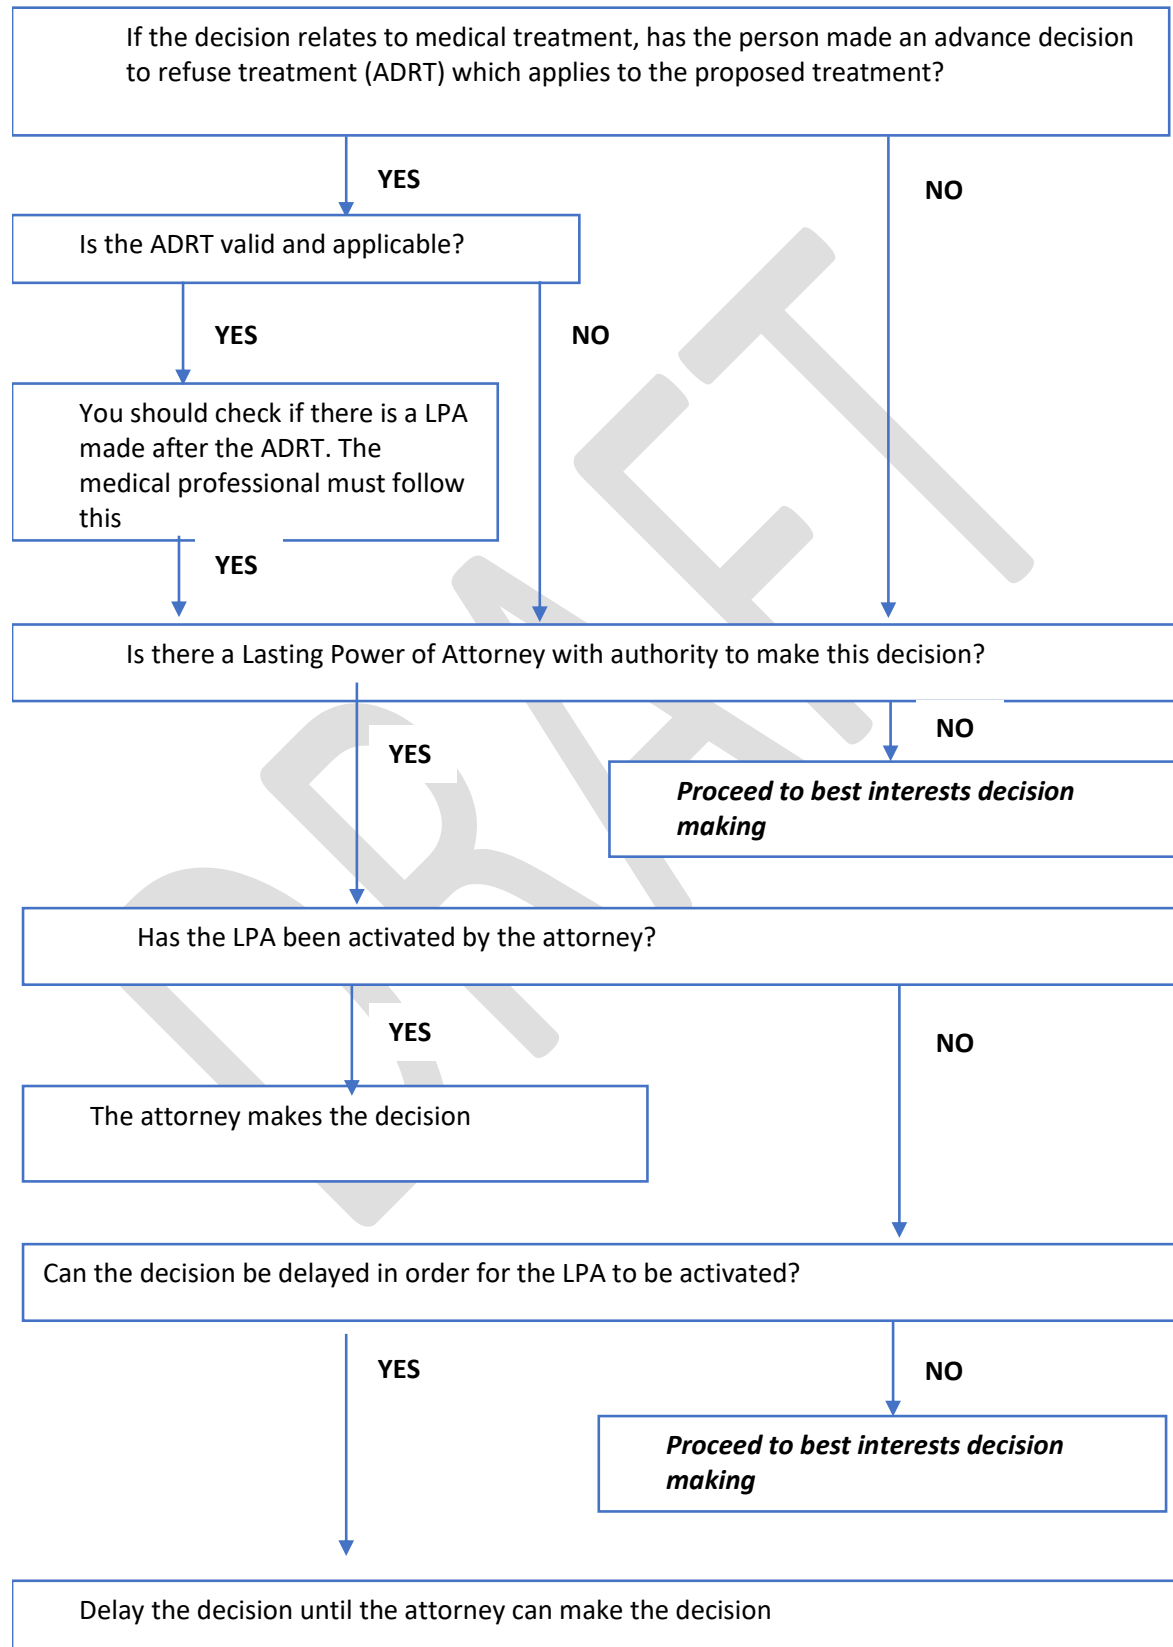 If the decision relates to medical treatment, has the person made an advance decision
to refuse treatment (ADRT) which applies to the proposed treatment?
YES
NO
Is the ADRT valid and applicable?
YES
NO
You should check if there is a LPA
made after the ADRT. The
medical professional must follow
this
YES
Is there a Lasting Power of Attorney with authority to make this decision?
NO
YES
Proceed to best interests decision
making
Has the LPA been activated by the attorney?
YES
NO
The attorney makes the decision
Can the decision be delayed in order for the LPA to be activated?
YES
NO
Proceed to best interests decision
making
Delay the decision until the attorney can make the decision
DRAFT